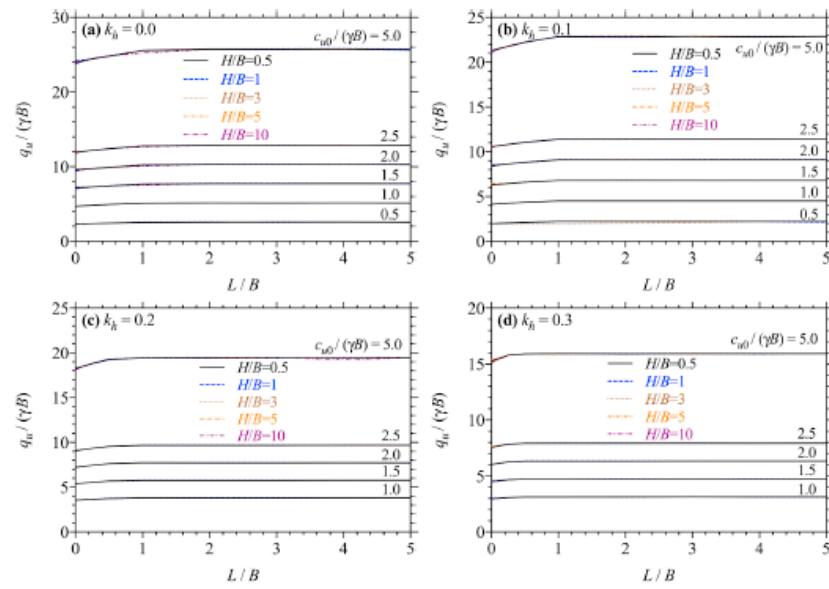 (a) k_h = 0.0
c_u0 / (γB) = 5.0
H/B=0.5
H/B=1
H/B=3
H/B=5
H/B=10
2.5
2.0
1.5
1.0
0.5
30
25
20
15
10
5
0
q_u / (γB)
0 1 2 3 4 5
L / B
(b) k_h = 0.1
c_u0 / (γB) = 5.0
H/B=0.5
H/B=1
H/B=3
H/B=5
H/B=10
2.5
2.0
1.5
1.0
0.5
25
20
15
10
5
0
q_u / (γB)
0 1 2 3 4 5
L / B
(c) k_h = 0.2
c_u0 / (γB) = 5.0
H/B=0.5
H/B=1
H/B=3
H/B=5
H/B=10
2.5
2.0
1.5
1.0
25
20
15
10
5
0
q_u / (γB)
0 1 2 3 4 5
L / B
(d) k_h = 0.3
c_u0 / (γB) = 5.0
H/B=0.5
H/B=1
H/B=3
H/B=5
H/B=10
2.5
2.0
1.5
1.0
20
15
10
5
0
q_u / (γB)
0 1 2 3 4 5
L / B